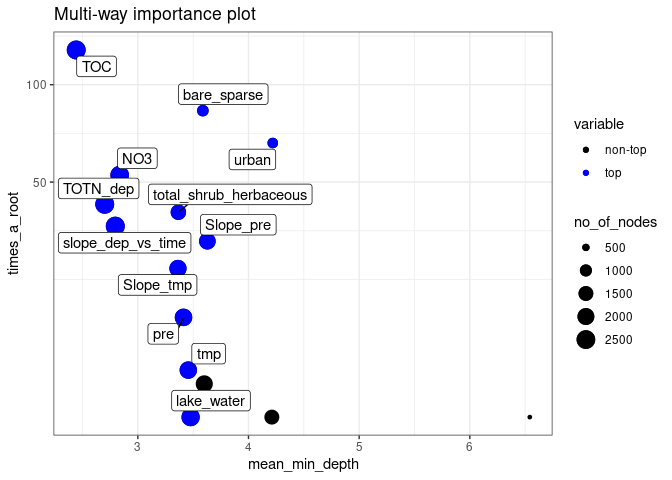 Multi-way importance plot
TOC
100
bare_sparse
variable
non-top
urban
NO3
top
50
TOTN_dep
total_shrub_herbaceous
Slope_pre
times_a_root
no_of_nodes
slope_dep_vs_time
500
1000
Slope_tmp
1500
2000
pre
2500
tmp
lake_water
3
4
5
6
mean_min_depth